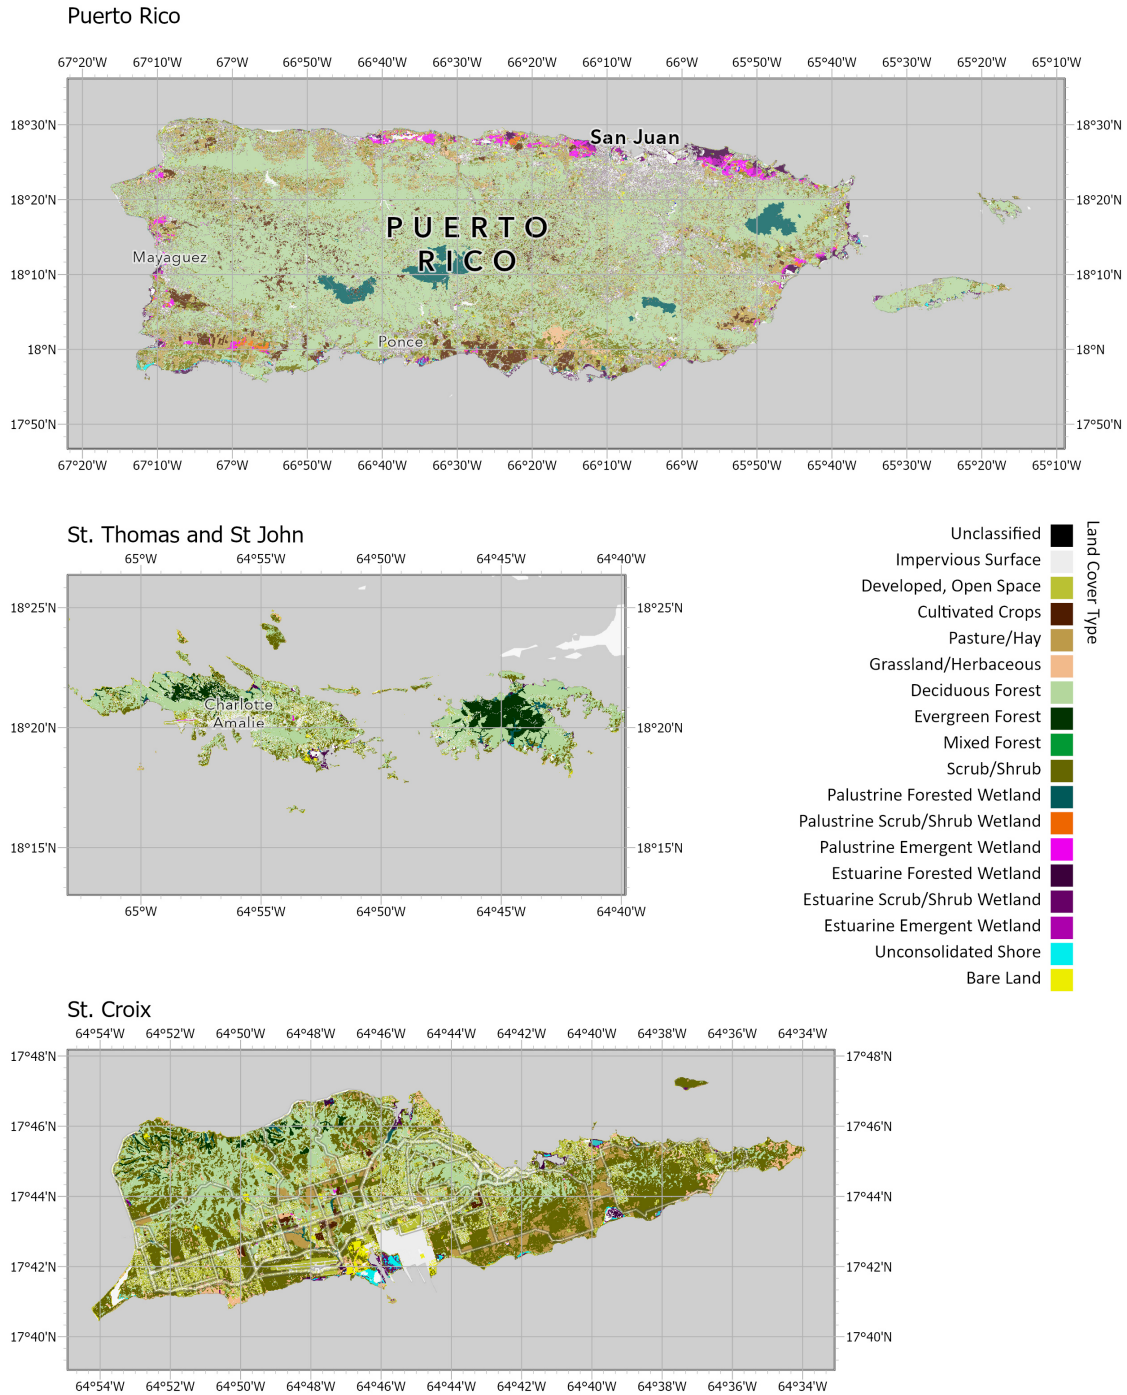 Puerto Rico
67°20'W 67°10'W 67°W 66°50'W 66°40'W 66°30'W 66°20'W 66°10'W 66°W 65°50'W 65°40'W 65°30'W 65°20'W 65°10'W
18°30'N San Juan 18°30'N
18°20'N 18°20'N
PUERTO
RICO
Mayaguez
18°10'N 18°10'N
Ponce
18°N 18°N
17°50'N 17°50'N
67°20'W 67°10'W 67°W 66°50'W 66°40'W 66°30'W 66°20'W 66°10'W 66°W 65°50'W 65°40'W 65°30'W 65°20'W 65°10'W
St. Thomas and St John
65°W 64°55'W 64°50'W 64°45'W 64°40'W
18°25'N 18°25'N
Charlotte
Amalie
18°20'N 18°20'N
18°15'N 18°15'N
65°W 64°55'W 64°50'W 64°45'W 64°40'W
Land Cover Type
Unclassified
Impervious Surface
Developed, Open Space
Cultivated Crops
Pasture/Hay
Grassland/Herbaceous
Deciduous Forest
Evergreen Forest
Mixed Forest
Scrub/Shrub
Palustrine Forested Wetland
Palustrine Scrub/Shrub Wetland
Palustrine Emergent Wetland
Estuarine Forested Wetland
Estuarine Scrub/Shrub Wetland
Estuarine Emergent Wetland
Unconsolidated Shore
Bare Land
St. Croix
64°54'W 64°52'W 64°50'W 64°48'W 64°46'W 64°44'W 64°42'W 64°40'W 64°38'W 64°36'W 64°34'W
17°48'N 17°48'N
17°46'N 17°46'N
17°44'N 17°44'N
17°42'N 17°42'N
17°40'N 17°40'N
64°54'W 64°52'W 64°50'W 64°48'W 64°46'W 64°44'W 64°42'W 64°40'W 64°38'W 64°36'W 64°34'W